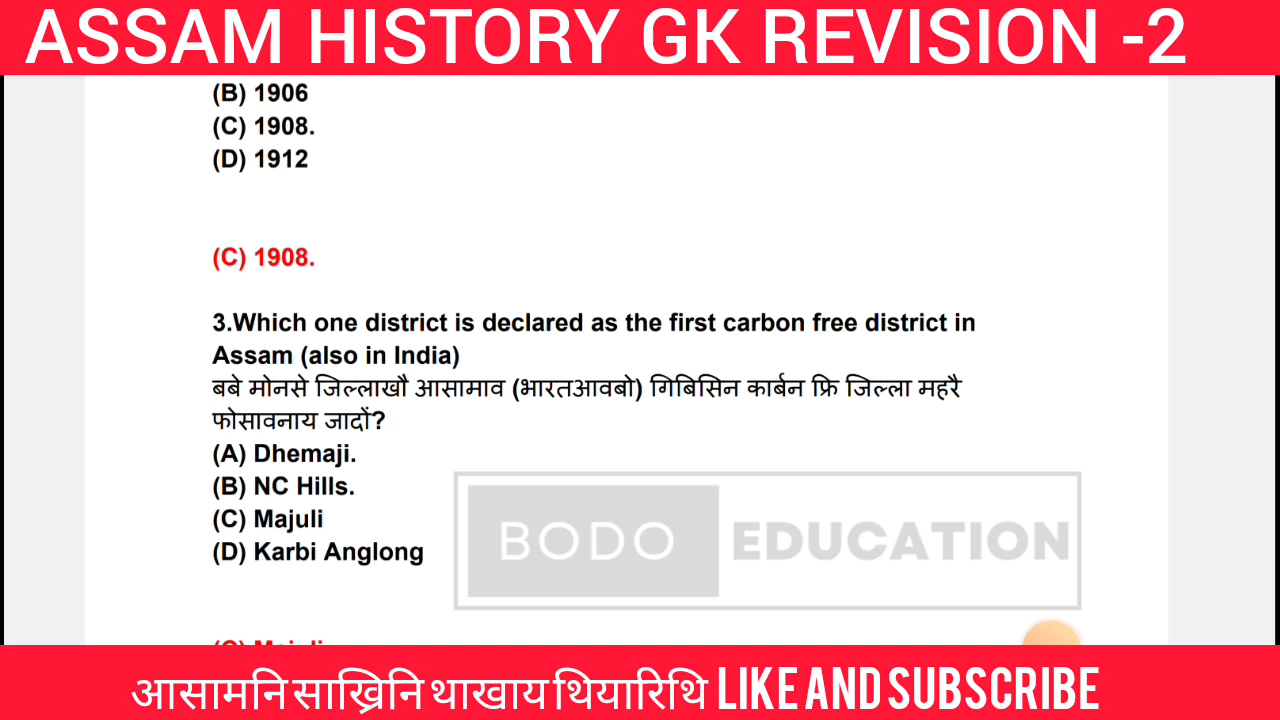 ASSAM HISTORY GK REVISION -2
(B) 1906
(C) 1908.
(D) 1912
(C) 1908.
3.Which one district is declared as the first carbon free district in
Assam (also in India)
बबे मोनसे जिल्लाखौ आसामाव (भारतआवबो) गिबिसिन कार्बन फ्रि जिल्ला महरै
फोसावनाय जादों?
(A) Dhemaji.
(B) NC Hills.
(C) Majuli
(D) Karbi Anglong
BODO EDUCATION
(C) Majuli
आसामनि साख्रिनि थाखाय थियारिथि LIKE AND SUBSCRIBE